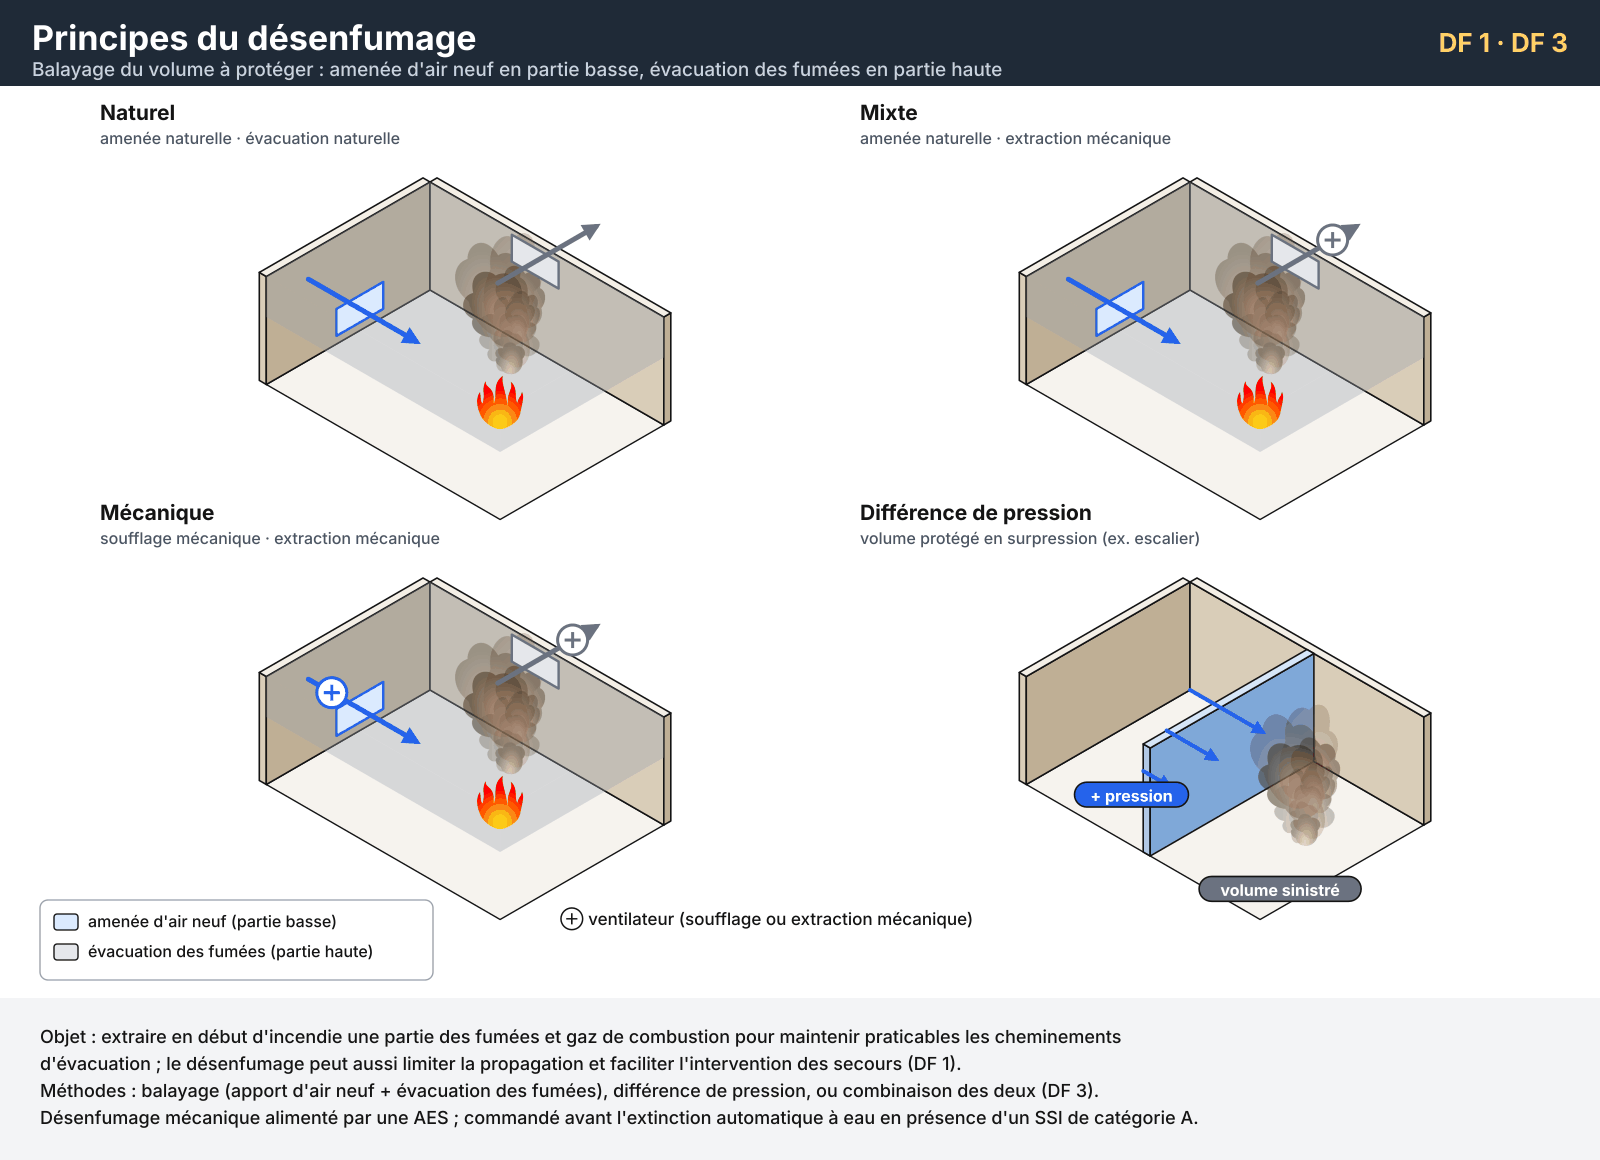 Principes du désenfumage
DF 1 · DF 3
Balayage du volume à protéger : amenée d'air neuf en partie basse, évacuation des fumées en partie haute
Naturel
amenée naturelle · évacuation naturelle
Mixte
amenée naturelle · extraction mécanique
Mécanique
soufflage mécanique · extraction mécanique
Différence de pression
volume protégé en surpression (ex. escalier)
+ pression
volume sinistré
amenée d'air neuf (partie basse)
évacuation des fumées (partie haute)
ventilateur (soufflage ou extraction mécanique)
Objet : extraire en début d'incendie une partie des fumées et gaz de combustion pour maintenir praticables les cheminements
d'évacuation ; le désenfumage peut aussi limiter la propagation et faciliter l'intervention des secours (DF 1).
Méthodes : balayage (apport d'air neuf + évacuation des fumées), différence de pression, ou combinaison des deux (DF 3).
Désenfumage mécanique alimenté par une AES ; commandé avant l'extinction automatique à eau en présence d'un SSI de catégorie A.